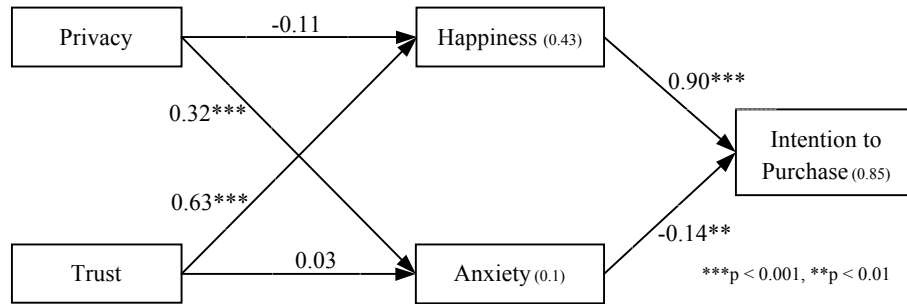 Privacy
-0.11
Happiness (0.43)
0.32***
0.90***
Intention to
Purchase (0.85)
0.63***
-0.14**
Trust
0.03
Anxiety (0.1)
***p < 0.001, **p < 0.01